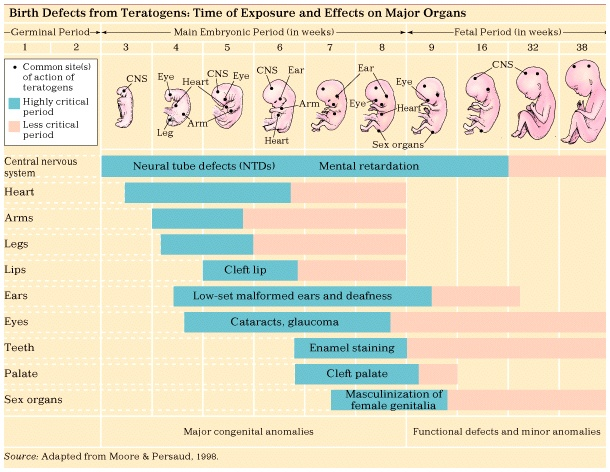 Birth Defects from Teratogens: Time of Exposure and Effects on Major Organs
Germinal Period
Main Embryonic Period (in weeks)
Fetal Period (in weeks)
1 2 3 4 5 6 7 8 9 16 32 38
Common site(s)
of action of
teratogens
Highly critical
period
Less critical
period
CNS
Eye
Heart
Leg
Arm
CNS
Eye
CNS
Ear
Arm
Heart
Ear
Eye
Heart
Eye
Sex organs
CNS
Central nervous
system
Neural tube defects (NTDs)
Mental retardation
Heart
Arms
Legs
Lips
Cleft lip
Ears
Low-set malformed ears and deafness
Eyes
Cataracts, glaucoma
Teeth
Enamel staining
Palate
Cleft palate
Sex organs
Masculinization of
female genitalia
Major congenital anomalies
Functional defects and minor anomalies
Source: Adapted from Moore & Persaud, 1998.